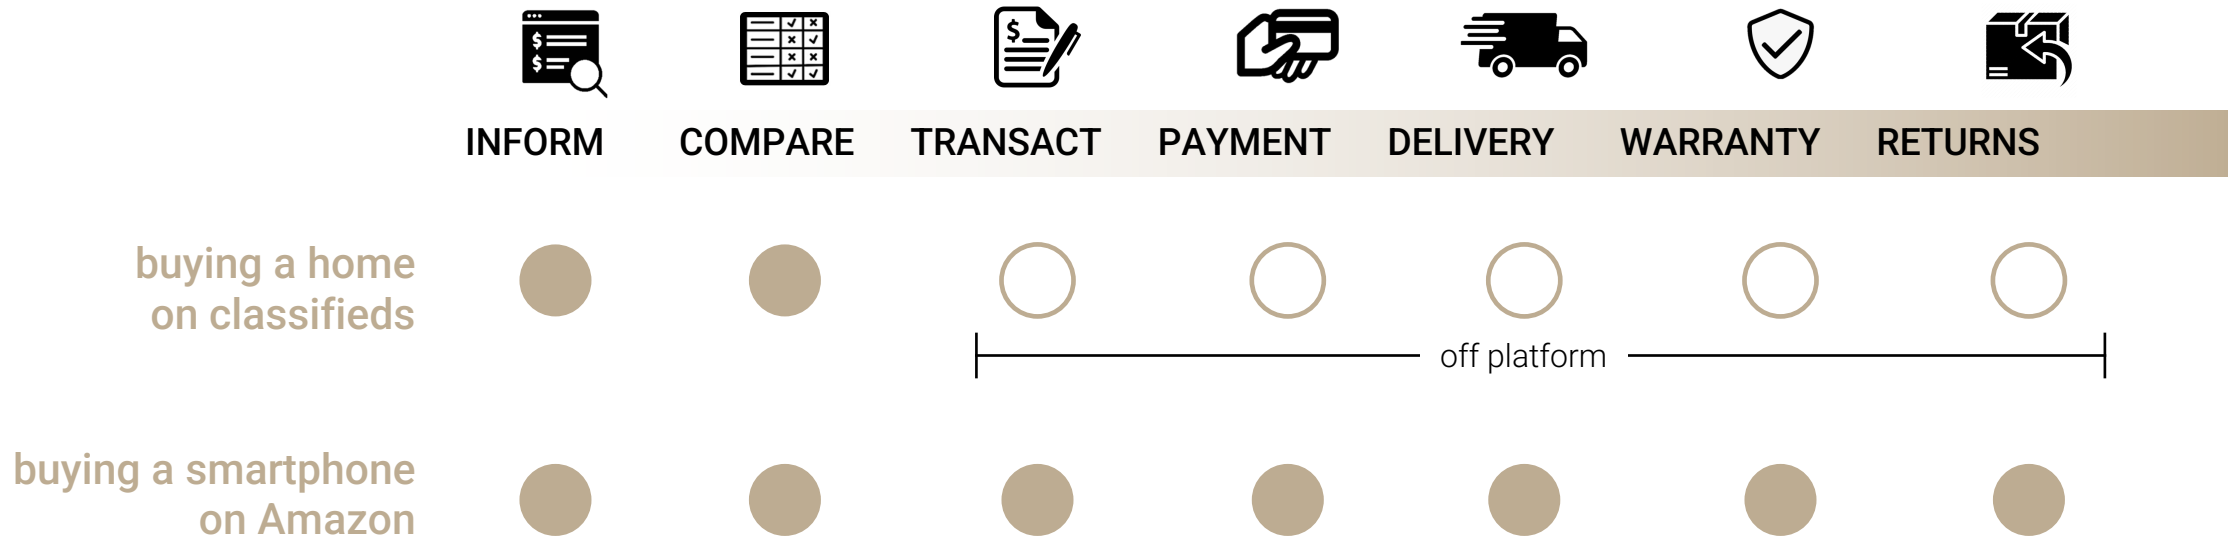 INFORM COMPARE TRANSACT PAYMENT DELIVERY WARRANTY RETURNS
buying a home
on classifieds
off platform
buying a smartphone
on Amazon